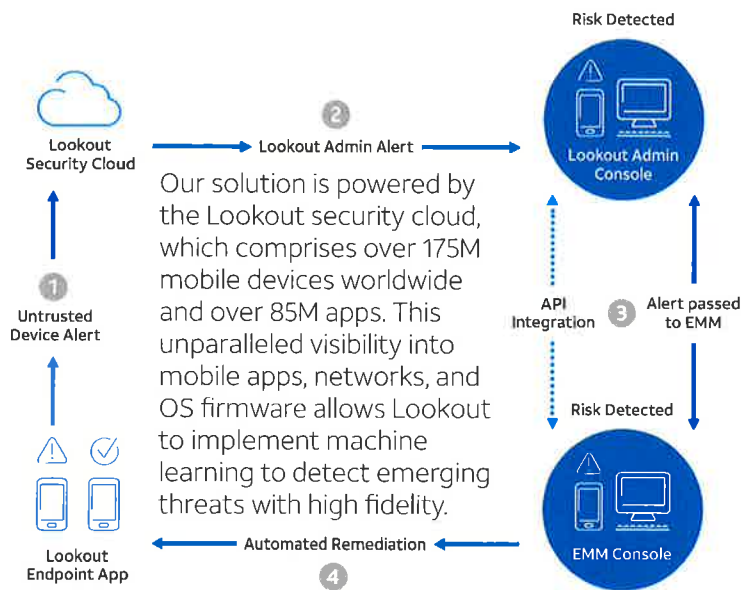 Risk Detected
2
Lookout
Security Cloud
Lookout Admin Alert
Lookout Admin
Console
Our solution is powered by
the Lookout security cloud,
which comprises over 175M
mobile devices worldwide
and over 85M apps. This
unparalleled visibility into
mobile apps, networks, and
OS firmware allows Lookout
to implement machine
learning to detect emerging
threats with high fidelity.
1
Untrusted
Device Alert
API
Integration
3
Alert passed
to EMM
Risk Detected
EMM Console
Automated Remediation
4
Lookout
Endpoint App